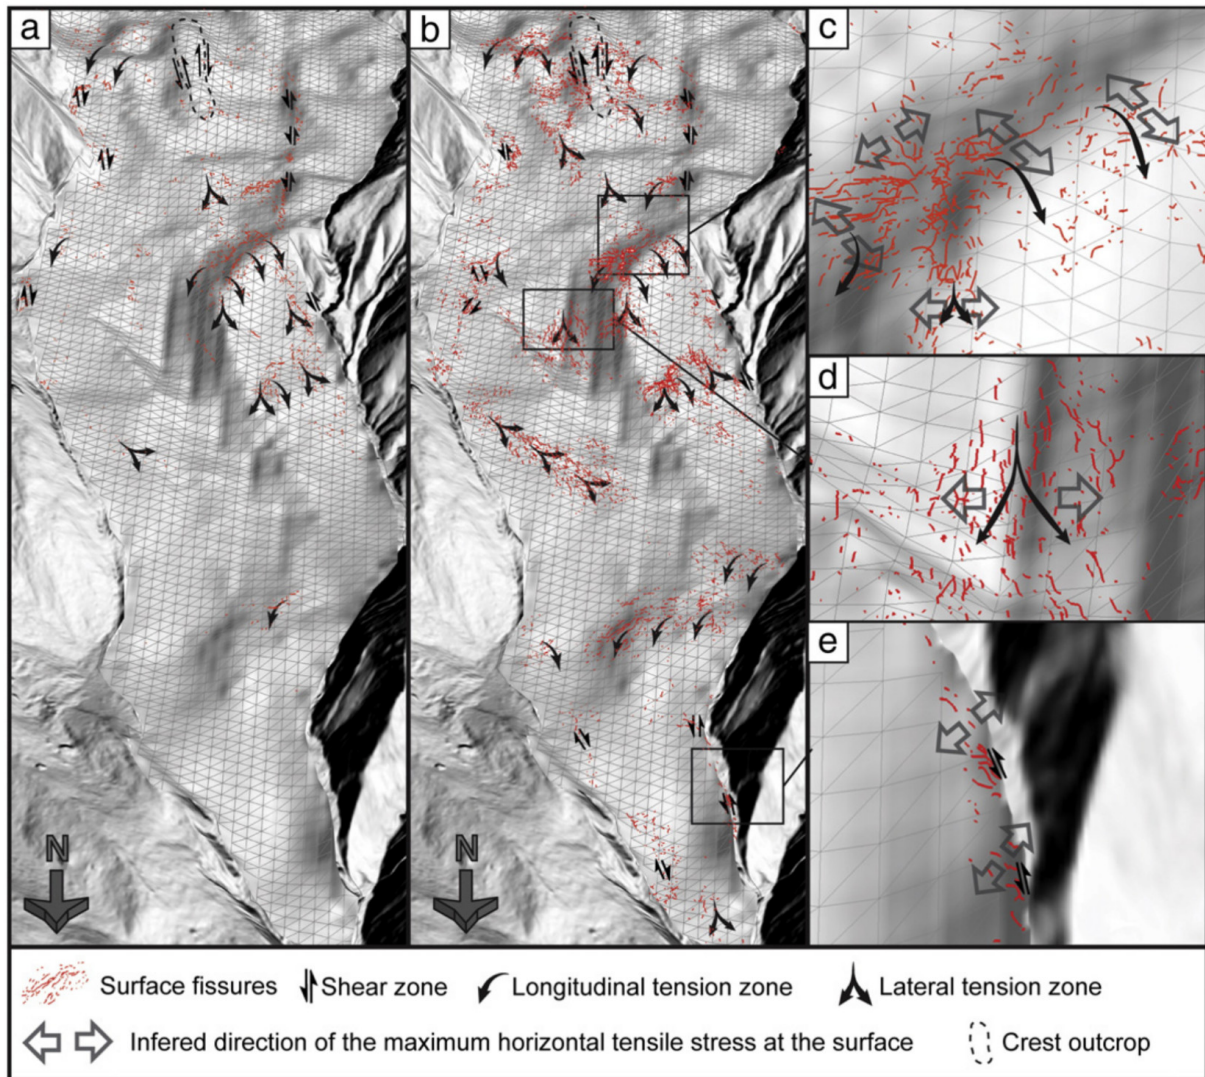 a
b
c
d
e
N
N
Surface fissures
Shear zone
Longitudinal tension zone
Lateral tension zone
Infered direction of the maximum horizontal tensile stress at the surface
Crest outcrop